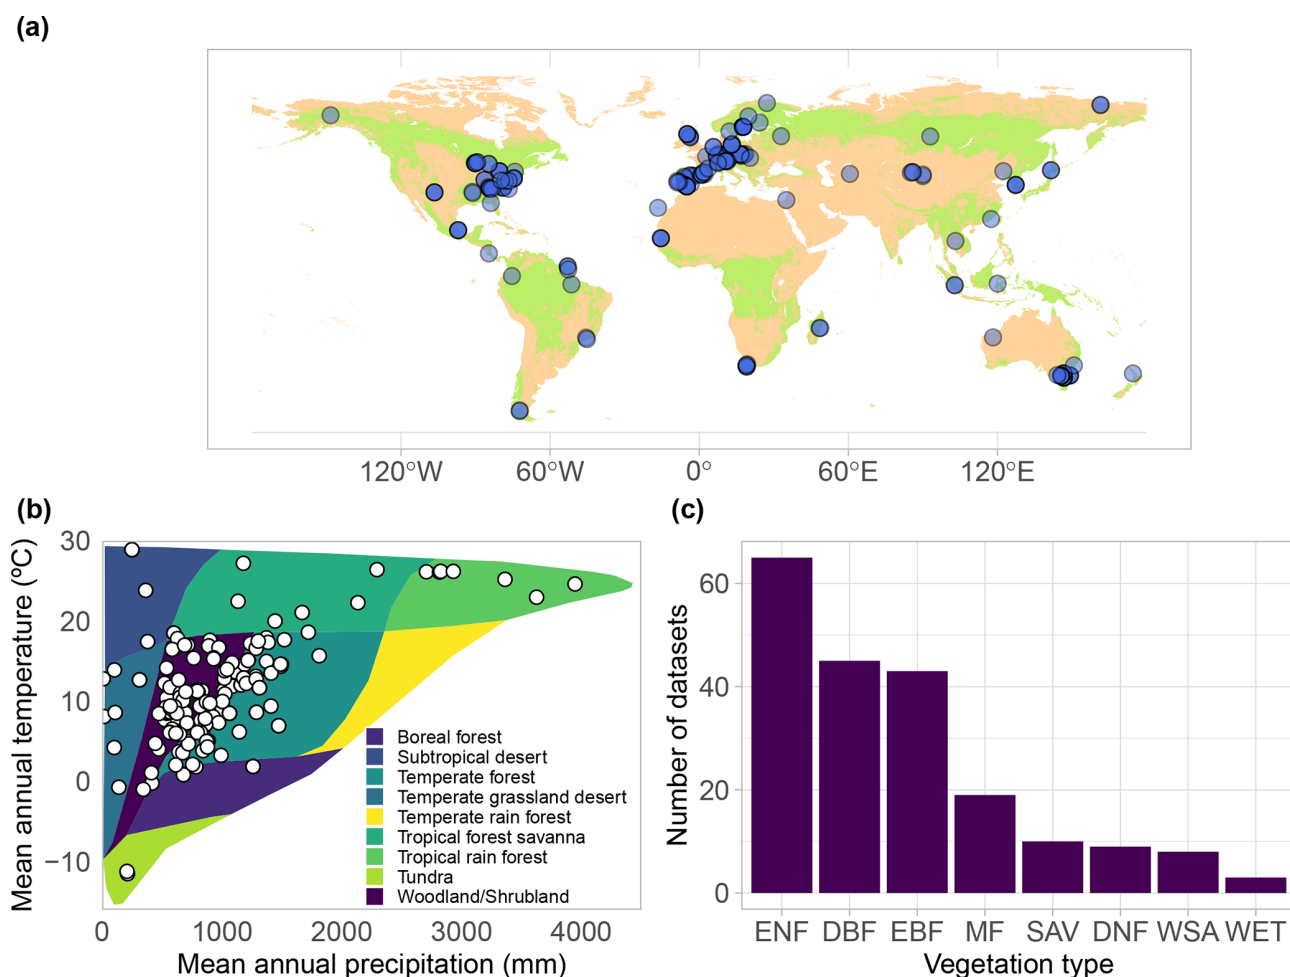 (a)
120°W
60°W
0°
60°E
120°E
(b)
Mean annual temperature (ºC)
30
20
10
0
−10
Boreal forest
Subtropical desert
Temperate forest
Temperate grassland desert
Temperate rain forest
Tropical forest savanna
Tropical rain forest
Tundra
Woodland/Shrubland
0
1000
2000
3000
4000
Mean annual precipitation (mm)
(c)
Number of datasets
60
40
20
0
ENF
DBF
EBF
MF
SAV
DNF
WSA
WET
Vegetation type